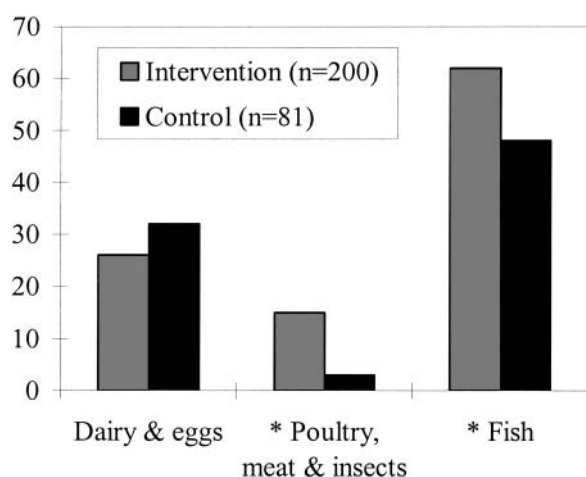 70
60
50
40
30
20
10
0
Intervention (n=200)
Control (n=81)
Dairy & eggs
* Poultry,
meat & insects
* Fish